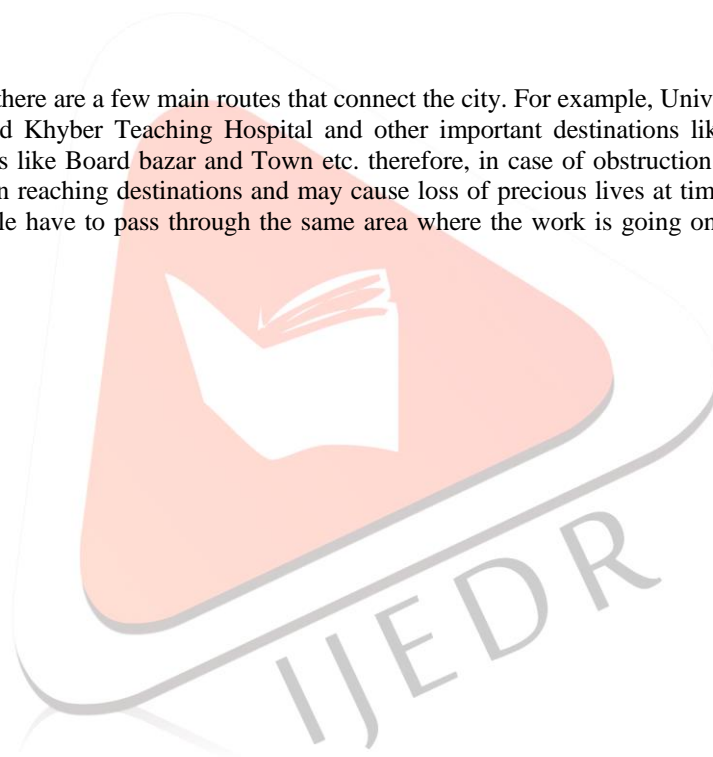 there are a few main routes that connect the city. For example, Univ
d Khyber Teaching Hospital and other important destinations lik
s like Board bazar and Town etc. therefore, in case of obstruction
n reaching destinations and may cause loss of precious lives at tim
le have to pass through the same area where the work is going on
IJEDR